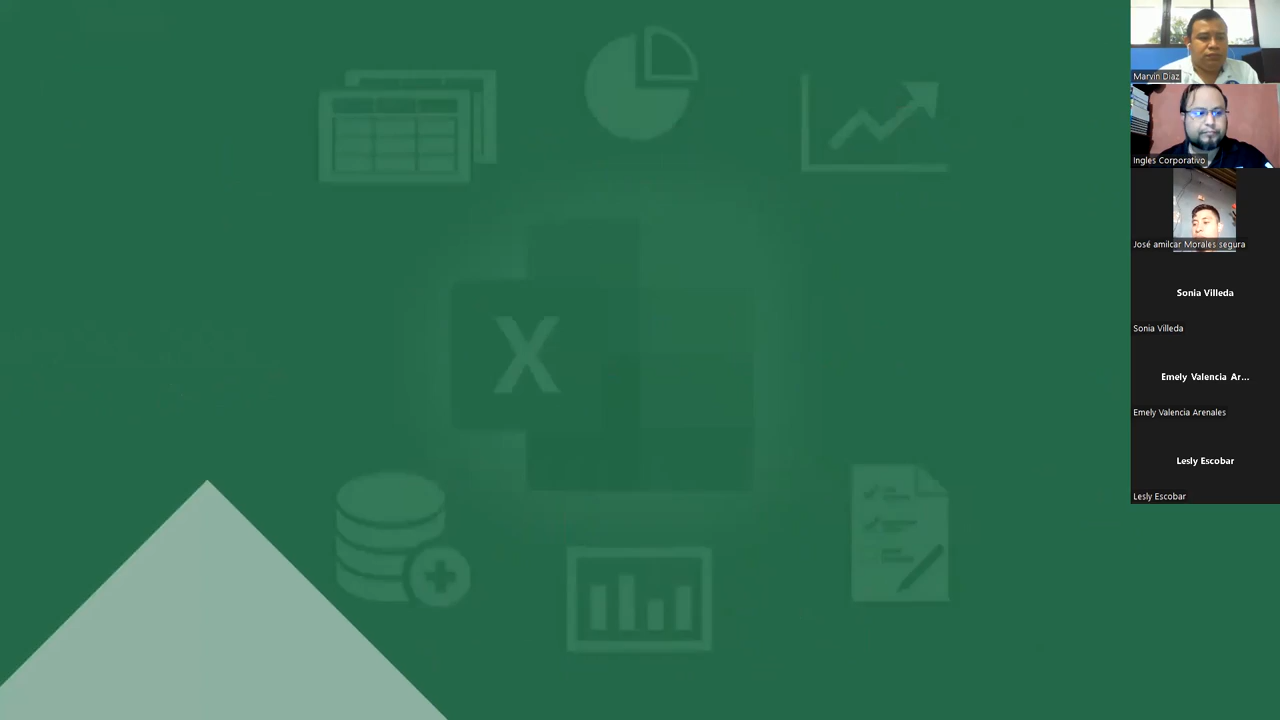 X
Marvin Diaz
Ingles Corporativo
José amilcar Morales segura
Sonia Villeda
Sonia Villeda
Emely Valencia Ar...
Emely Valencia Arenales
Lesly Escobar
Lesly Escobar